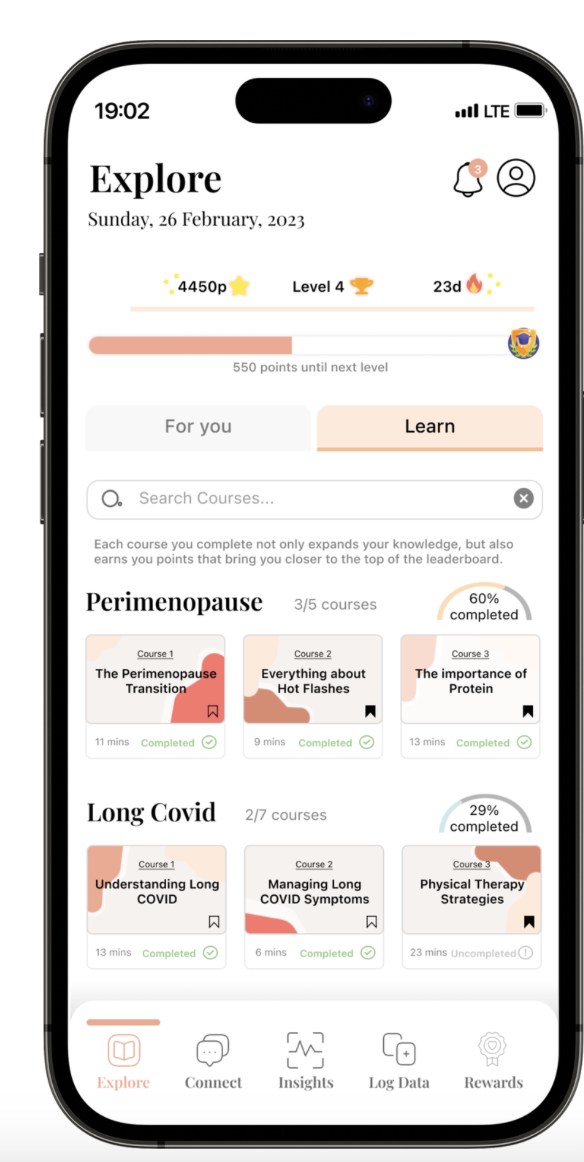 19:02
LTE
Explore
3
Sunday, 26 February, 2023
4450p
Level 4
23d
550 points until next level
For you
Learn
Search Courses...
Each course you complete not only expands your knowledge, but also
earns you points that bring you closer to the top of the leaderboard.
Perimenopause
3/5 courses
60%
completed
Course 1
The Perimenopause
Transition
11 mins
Completed
Course 2
Everything about
Hot Flashes
9 mins
Completed
Course 3
The importance of
Protein
13 mins
Completed
Long Covid
2/7 courses
29%
completed
Course 1
Understanding Long
COVID
13 mins
Completed
Course 2
Managing Long
COVID Symptoms
6 mins
Completed
Course 3
Physical Therapy
Strategies
23 mins
Uncompleted
Explore
Connect
Insights
Log Data
Rewards